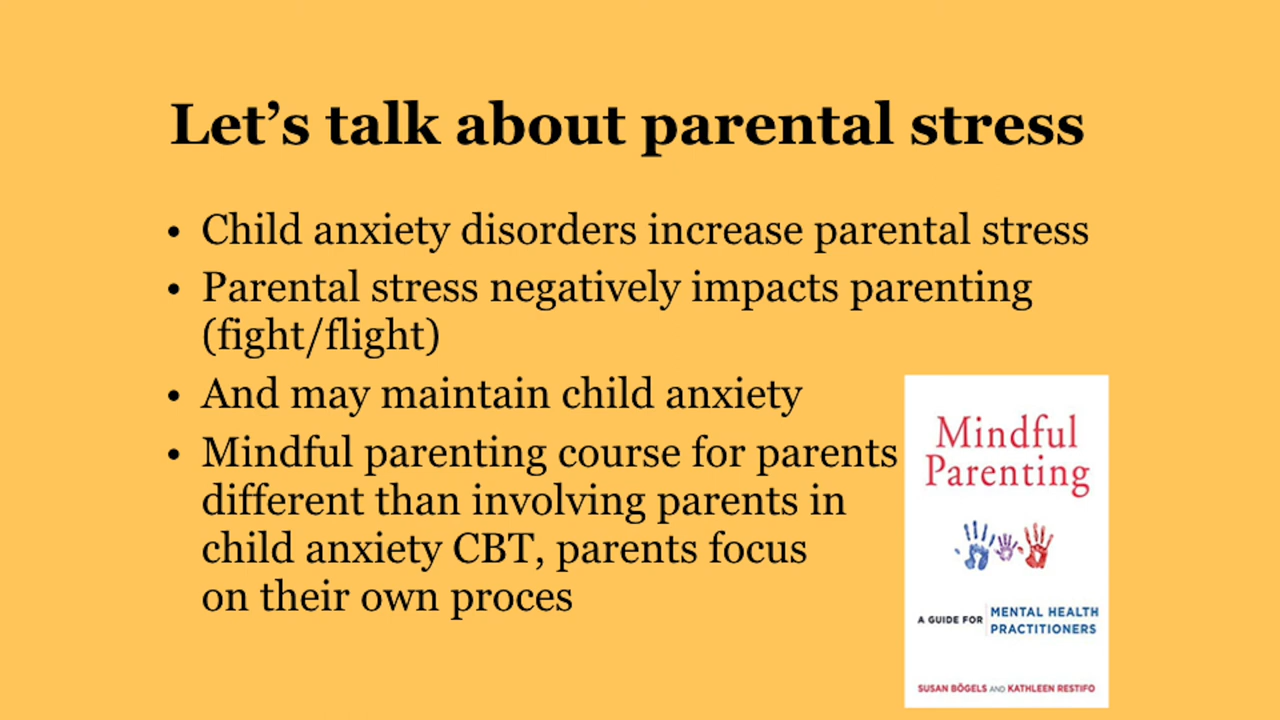 Let's talk about parental stress
• Child anxiety disorders increase parental stress
• Parental stress negatively impacts parenting
(fight/flight)
• And may maintain child anxiety
• Mindful parenting course for parents
different than involving parents in
child anxiety CBT, parents focus
on their own proces
Mindful
Parenting
A GUIDE FOR MENTAL HEALTH
PRACTITIONERS
SUSAN BÖGELS AND KATHLEEN RESTIFO